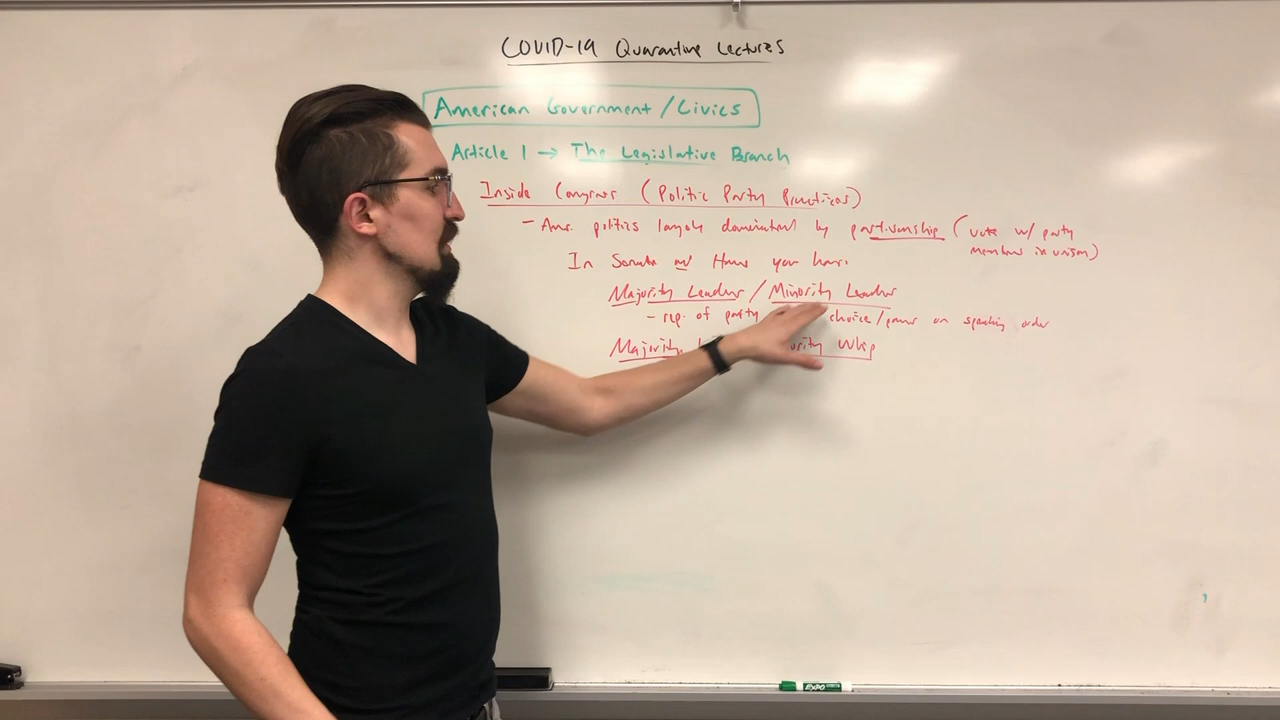 COVID-19 Quarantine Lectures
American Government/Civics
Article 1 → The Legislative Branch
Inside Congress (Politic Party Practices)
- Ame. politics largely dominated by partisanship (vote w/ party
members in unison)
In Senate and House you have:
Majority Leader / Minority Leader
- rep. of party choice/power on speaking order
Majority Whip
EXPO